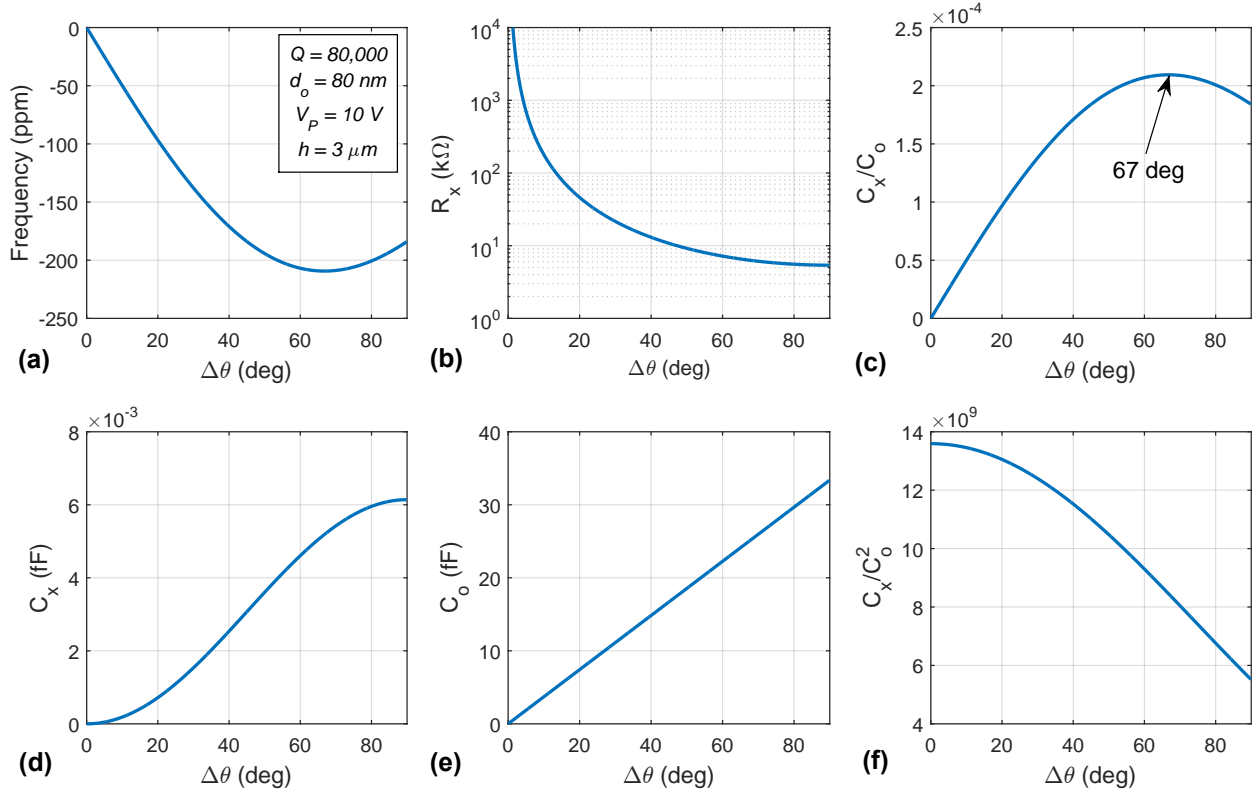 Frequency (ppm)
0
-50
-100
-150
-200
-250
0 20 40 60 80
Δθ (deg)
(a)
Q = 80,000
d_o = 80 nm
V_P = 10 V
h = 3 μm
R_x (kΩ)
10^4
10^3
10^2
10^1
10^0
0 20 40 60 80
Δθ (deg)
(b)
×10^-4
C_x/C_o
2.5
2
1.5
1
0.5
0
67 deg
0 20 40 60 80
Δθ (deg)
(c)
×10^-3
C_x (fF)
8
6
4
2
0
0 20 40 60 80
Δθ (deg)
(d)
C_o (fF)
40
30
20
10
0
0 20 40 60 80
Δθ (deg)
(e)
×10^9
C_x/C_o^2
14
12
10
8
6
4
0 20 40 60 80
Δθ (deg)
(f)